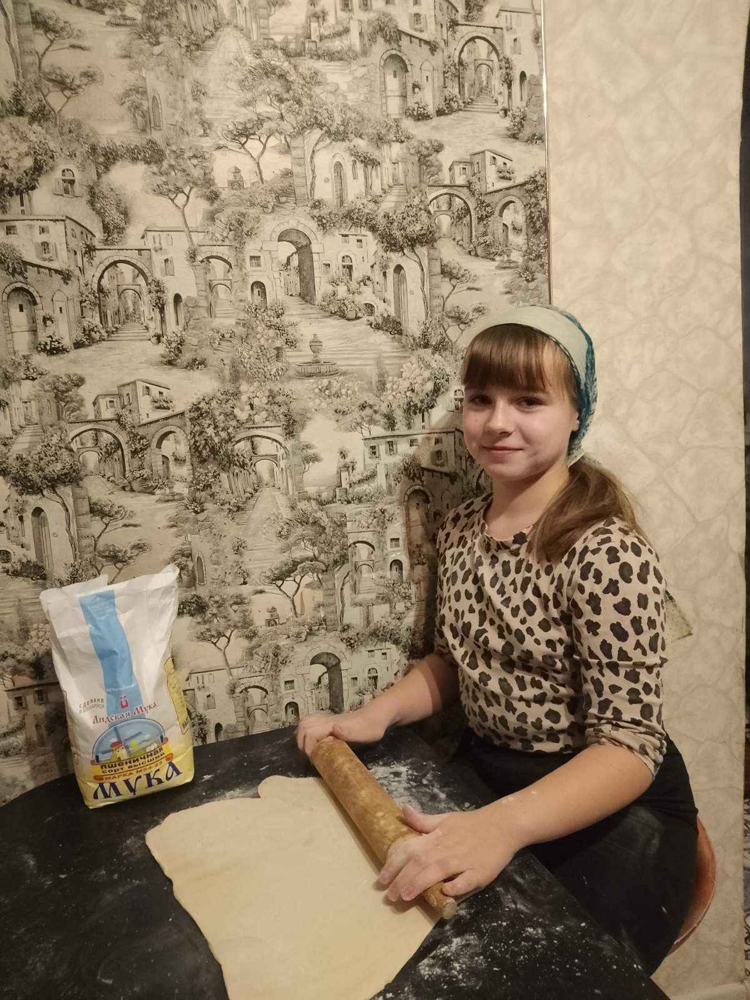 СДЕЛАНО
В БЕЛАРУСИ
Лидская Мука
пшеничная
сорт высший
МАРКА М54-23
МУКА